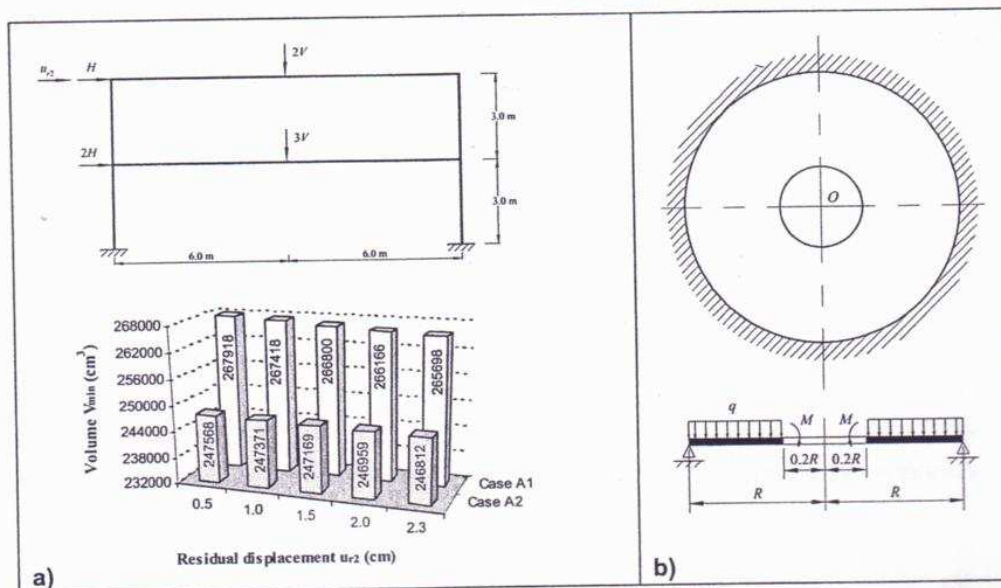 2V
u_r2 H
3.0 m
3V
2H
3.0 m
6.0 m 6.0 m
Volume Vmin (cm³)
268000
262000
256000
250000
244000
238000
232000
267918
267418
266800
266166
265698
247568
247371
247169
246959
246812
Case A1
Case A2
0.5
1.0
1.5
2.0
2.3
Residual displacement ur2 (cm)
a)
O
q M M
0.2R 0.2R
R R
b)